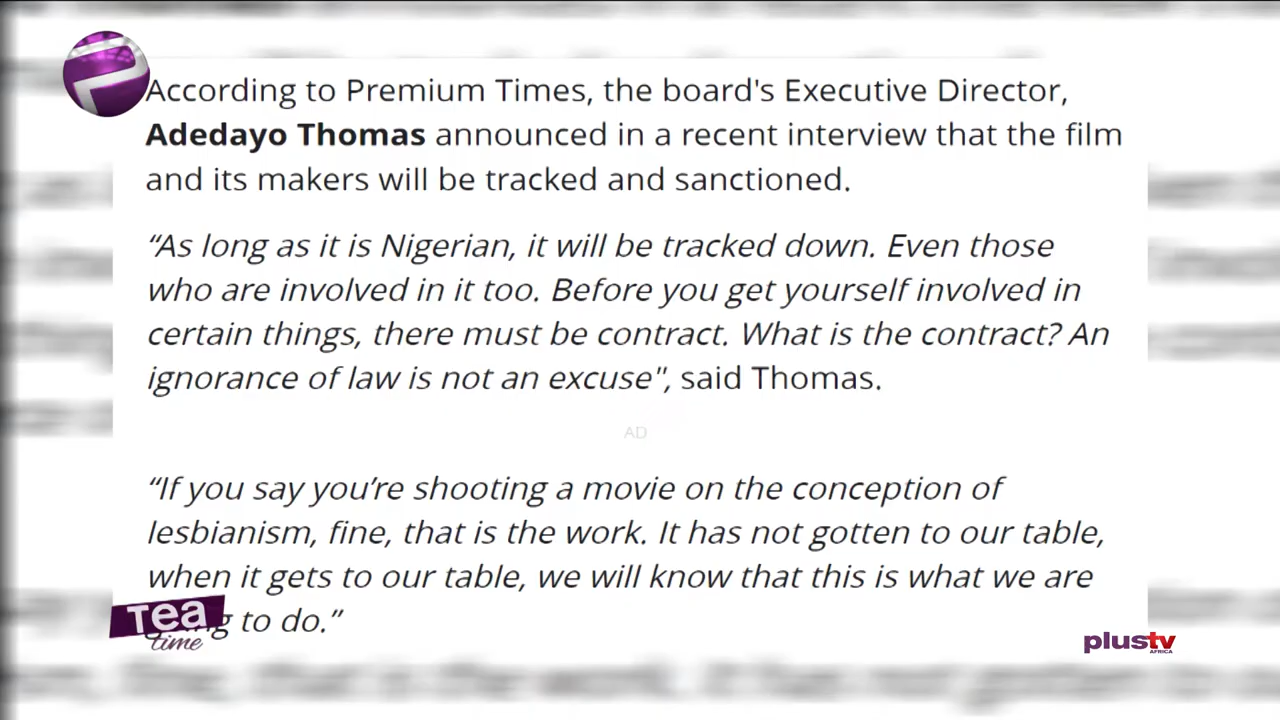 According to Premium Times, the board's Executive Director,
Adedayo Thomas announced in a recent interview that the film
and its makers will be tracked and sanctioned.
“As long as it is Nigerian, it will be tracked down. Even those
who are involved in it too. Before you get yourself involved in
certain things, there must be contract. What is the contract? An
ignorance of law is not an excuse", said Thomas.
AD
“If you say you’re shooting a movie on the conception of
lesbianism, fine, that is the work. It has not gotten to our table,
when it gets to our table, we will know that this is what we are
to do.”
Tea
time
plustv
AFRICA